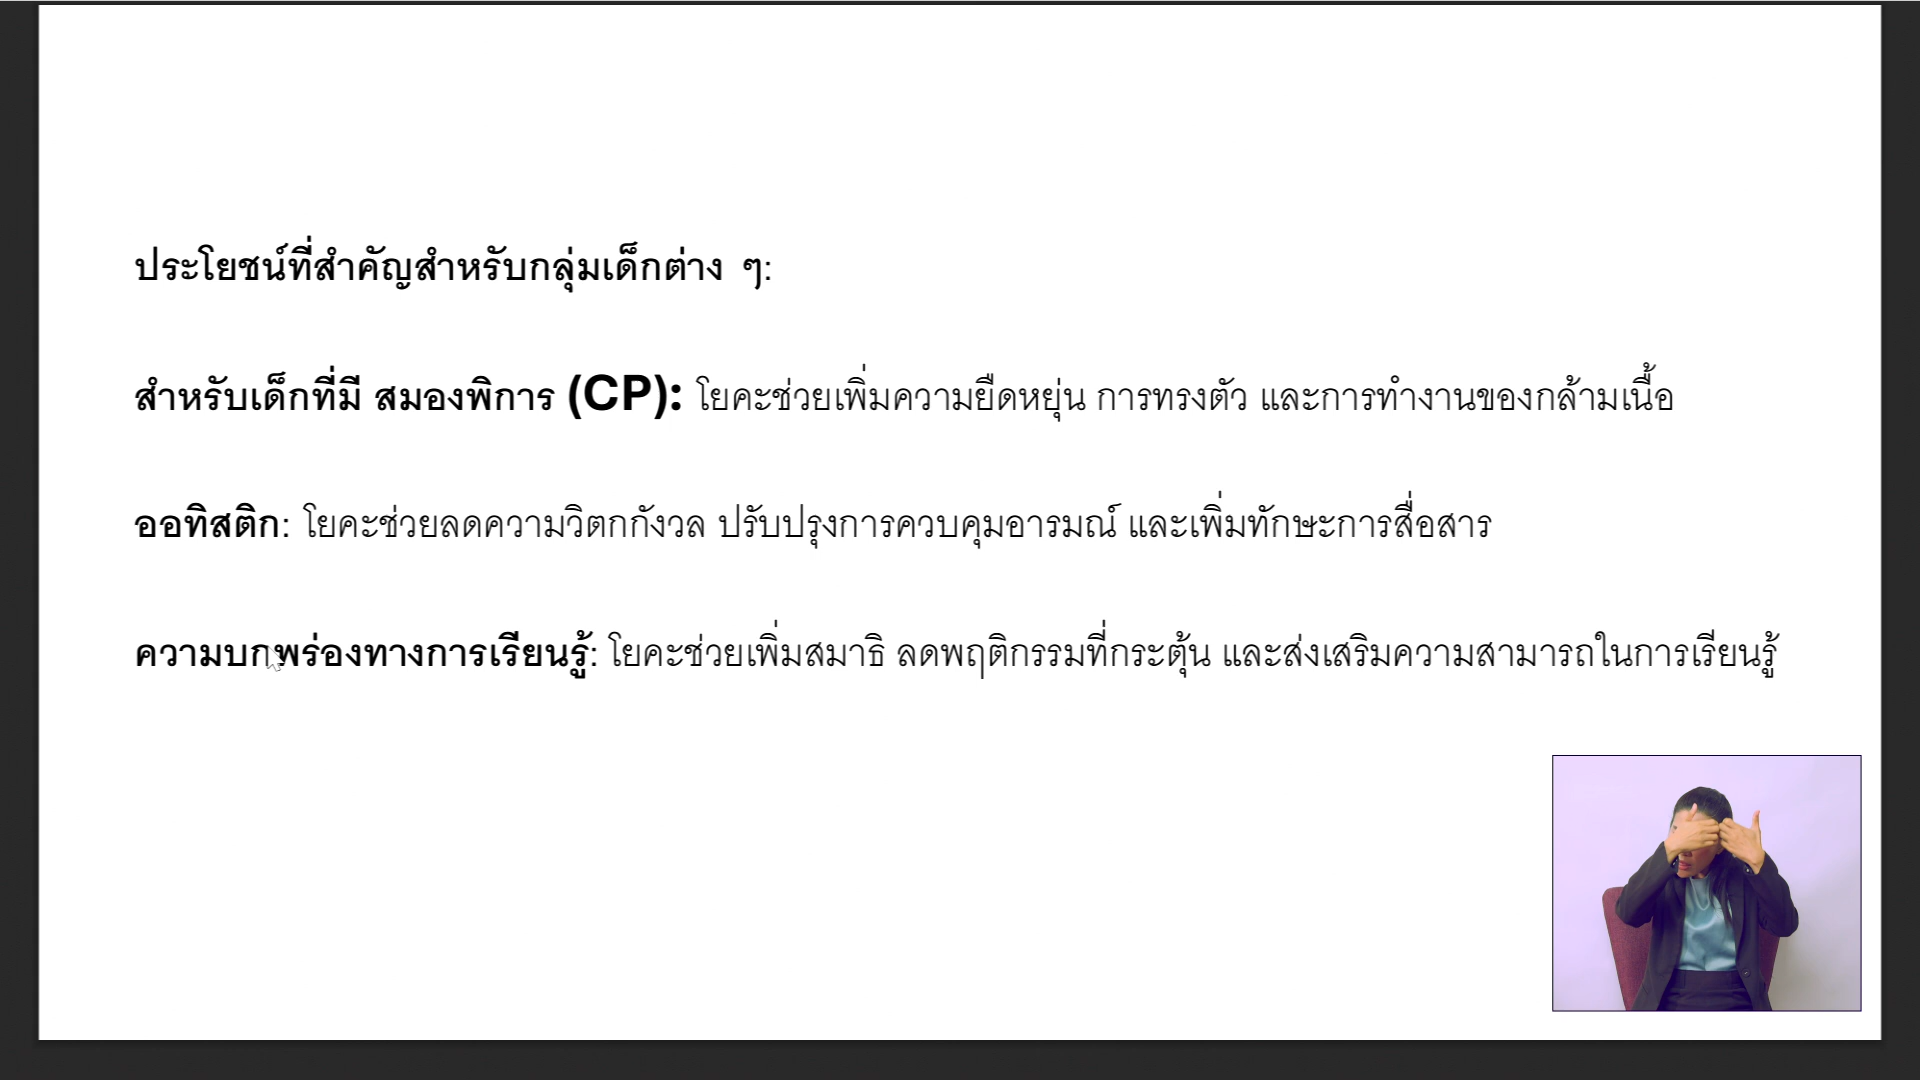 ประโยชน์ที่สำคัญสำหรับกลุ่มเด็กต่าง ๆ:
สำหรับเด็กที่มี สมองพิการ (CP): โยคะช่วยเพิ่มความยืดหยุ่น การทรงตัว และการทำงานของกล้ามเนื้อ
ออทิสติก: โยคะช่วยลดความวิตกกังวล ปรับปรุงการควบคุมอารมณ์ และเพิ่มทักษะการสื่อสาร
ความบกพร่องทางการเรียนรู้: โยคะช่วยเพิ่มสมาธิ ลดพฤติกรรมที่กระตุ้น และส่งเสริมความสามารถในการเรียนรู้